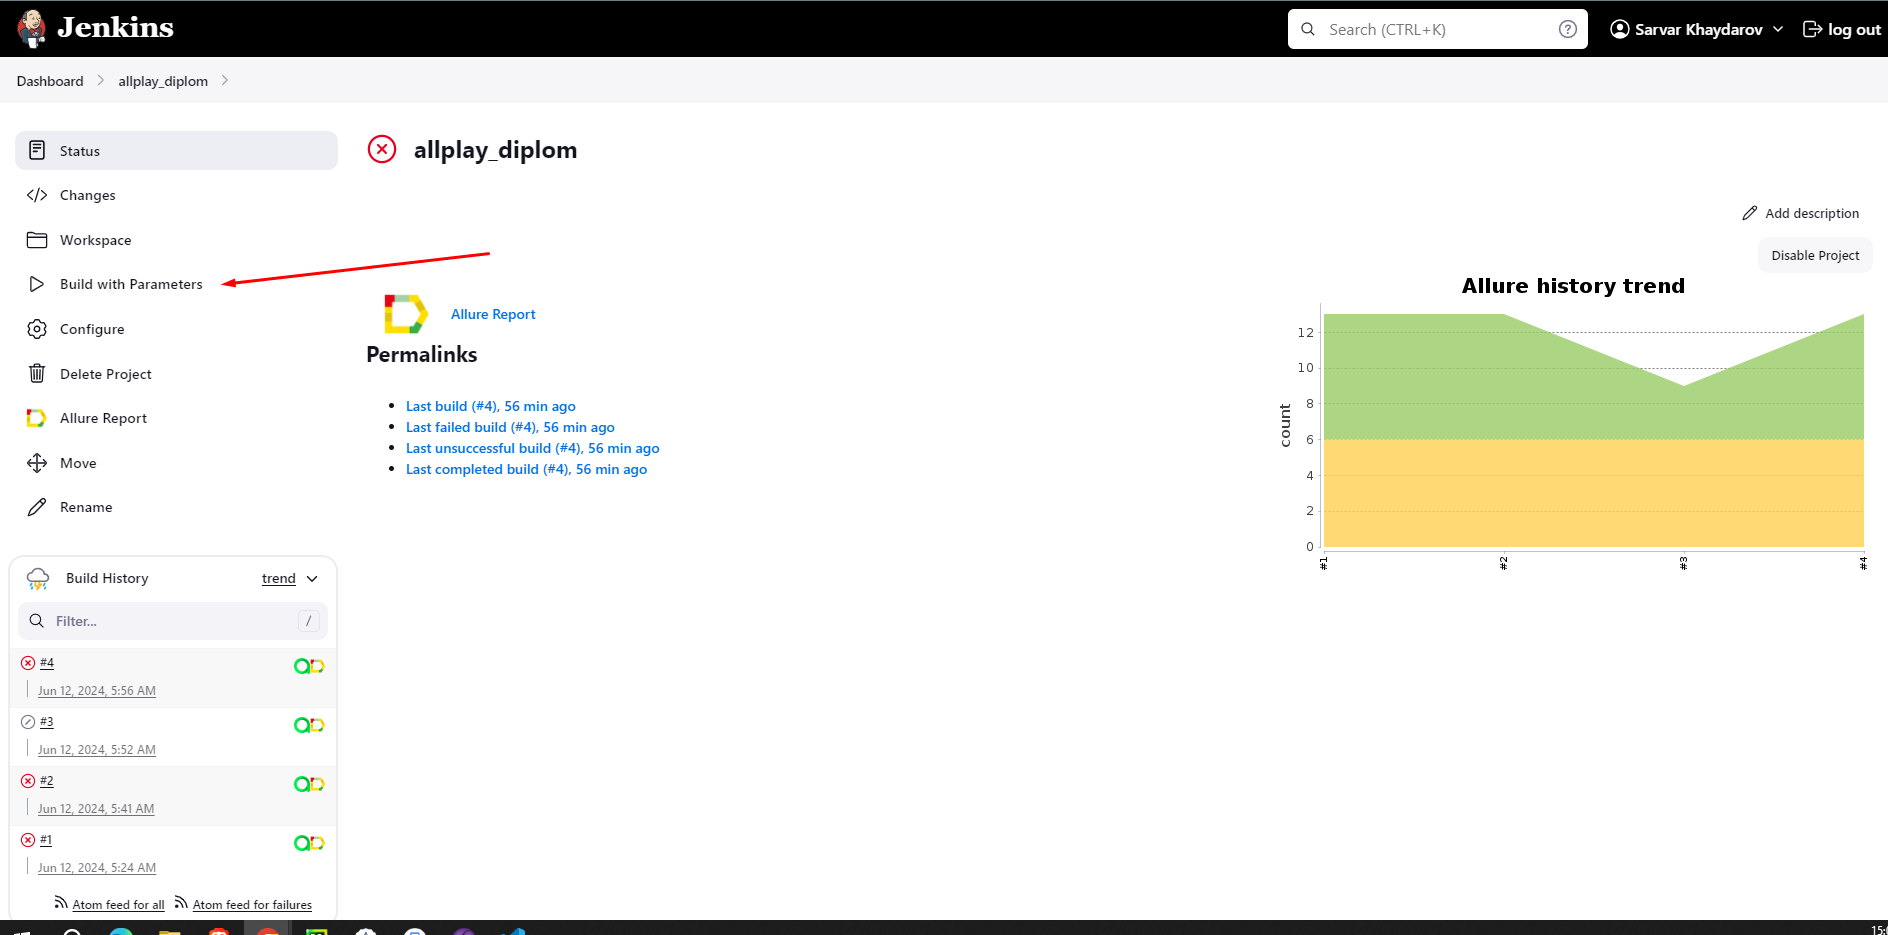 Jenkins
Search (CTRL+K)
Sarvar Khaydarov
log out
Dashboard
allplay_diplom
Status
Changes
Workspace
Build with Parameters
Configure
Delete Project
Allure Report
Move
Rename
Build History
trend
Filter...
/
#4
Jun 12, 2024, 5:56 AM
#3
Jun 12, 2024, 5:52 AM
#2
Jun 12, 2024, 5:41 AM
#1
Jun 12, 2024, 5:24 AM
Atom feed for all
Atom feed for failures
allplay_diplom
Add description
Disable Project
Allure Report
Permalinks
Last build (#4), 56 min ago
Last failed build (#4), 56 min ago
Last unsuccessful build (#4), 56 min ago
Last completed build (#4), 56 min ago
Allure history trend
count
12
10
8
6
4
2
0
#1
#2
#3
#4